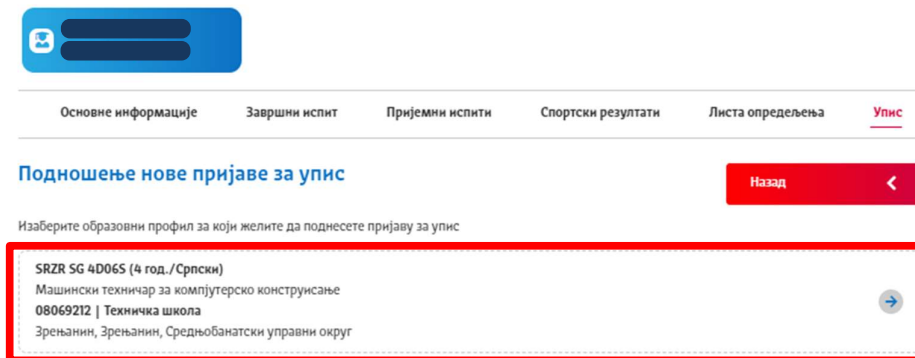 Основне информације Завршни испит Пријемни испити Спортски резултати Листа опредељења Упис
Подношење нове пријаве за упис
Назад
Изаберите образовни профил за који желите да поднесете пријаву за упис
SRZR SG 4D06S (4 год./Српски)
Машински техничар за компјутерско конструисање
08069212 | Техничка школа
Зрењанин, Зрењанин, Средњобанатски управни округ